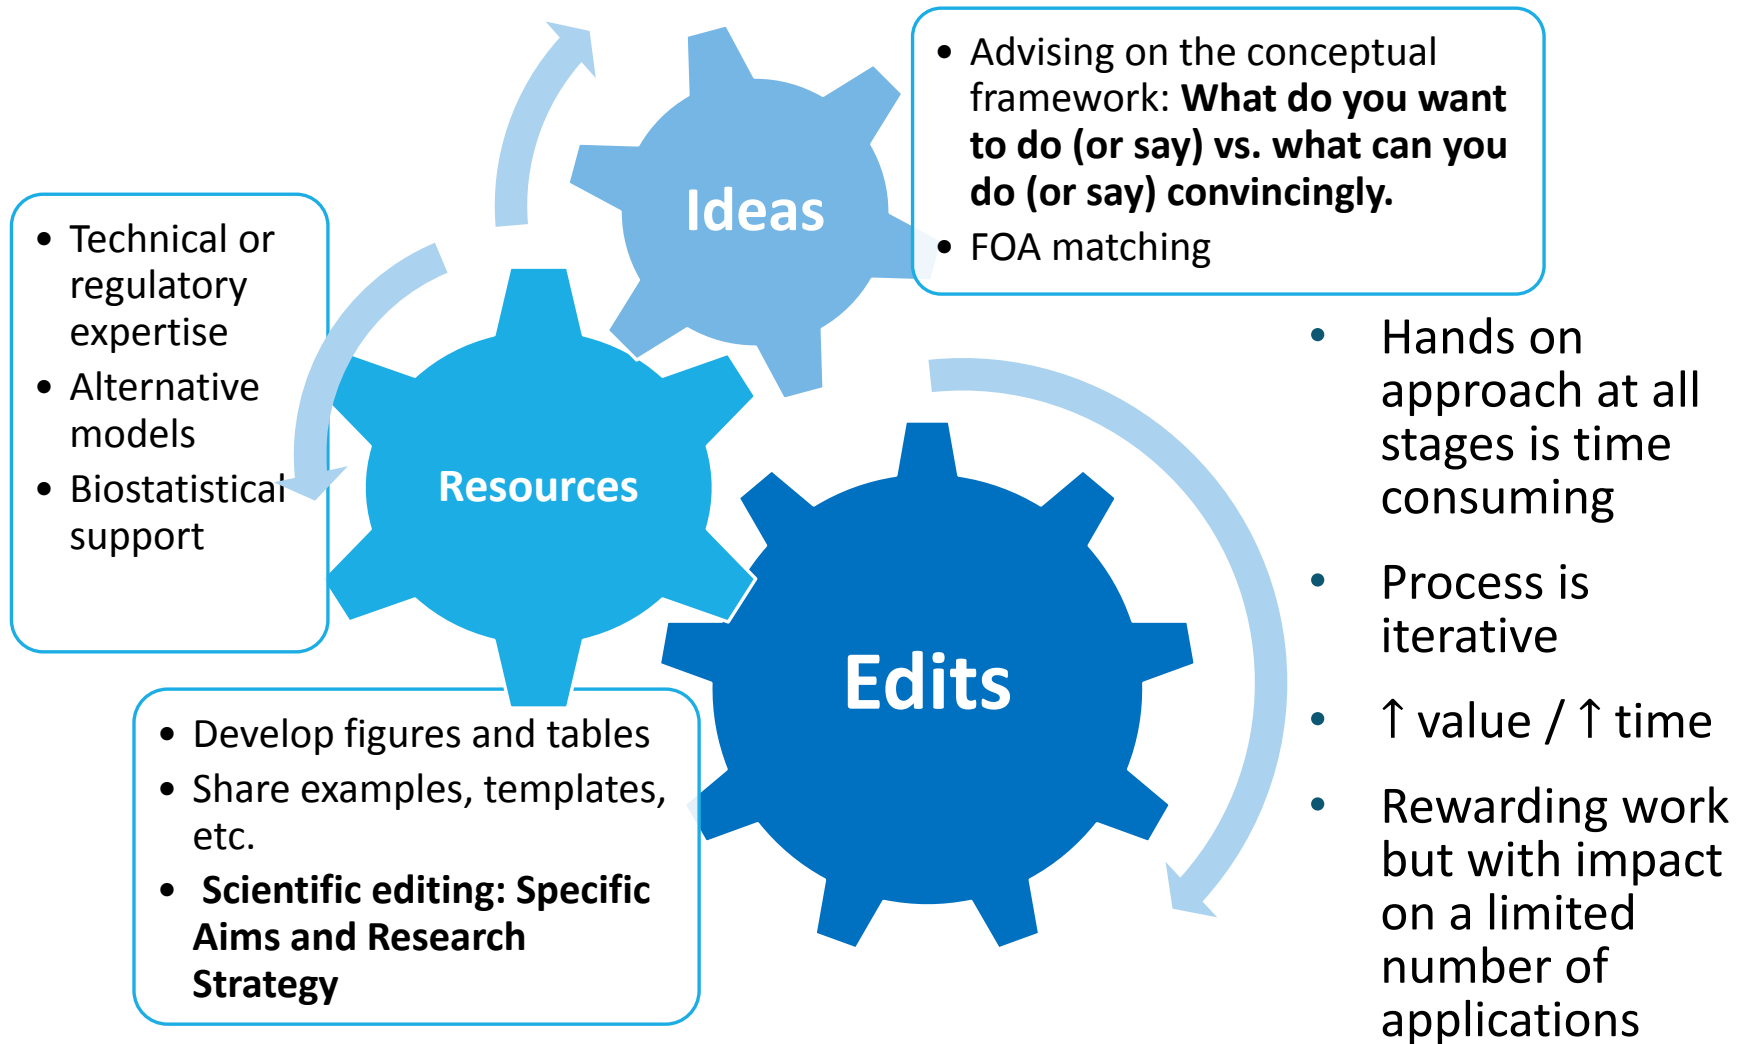 • Advising on the conceptual
framework: What do you want
to do (or say) vs. what can you
do (or say) convincingly.
• FOA matching
Ideas
• Technical or
regulatory
expertise
• Alternative
models
• Biostatistical
support
Resources
Edits
• Develop figures and tables
• Share examples, templates,
etc.
• Scientific editing: Specific
Aims and Research
Strategy
• Hands on
approach at all
stages is time
consuming
• Process is
iterative
• ↑ value / ↑ time
• Rewarding work
but with impact
on a limited
number of
applications